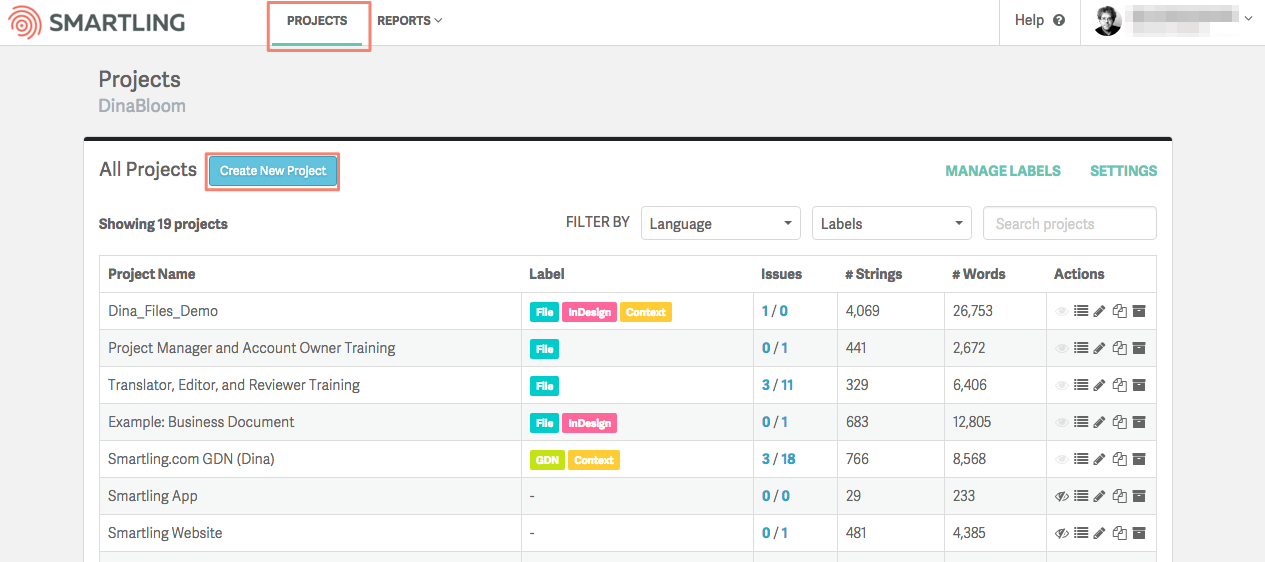 SMARTLING PROJECTS REPORTS Help
Projects
DinaBloom
All Projects Create New Project MANAGE LABELS SETTINGS
Showing 19 projects FILTER BY Language Labels Search projects
Project Name Label Issues # Strings # Words Actions
Dina_Files_Demo File InDesign Context 1 / 0 4,069 26,753
Project Manager and Account Owner Training File 0 / 1 441 2,672
Translator, Editor, and Reviewer Training File 3 / 11 329 6,406
Example: Business Document File InDesign 0 / 1 683 12,805
Smartling.com GDN (Dina) GDN Context 3 / 18 766 8,568
Smartling App - 0 / 0 29 233
Smartling Website - 0 / 1 481 4,385